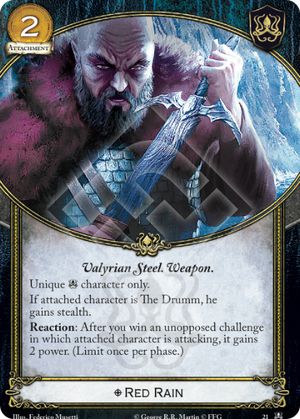 2
Attachment
Valyrian Steel. Weapon.
Unique character only.
If attached character is The Drumm, he
gains stealth.
Reaction: After you win an unopposed challenge
in which attached character is attacking, it gains
2 power. (Limit once per phase.)
Red Rain
Illus. Federico Musetti © George R.R. Martin © FFG 21